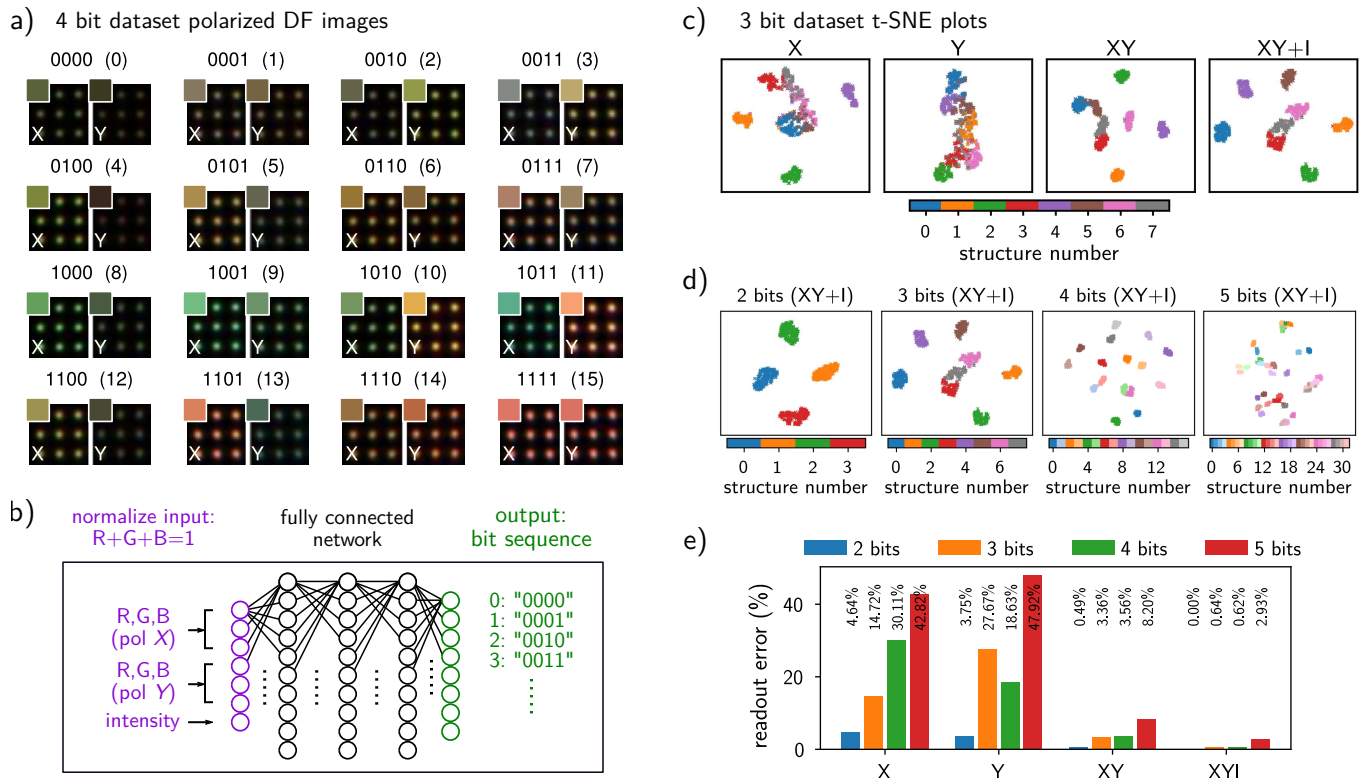 a) 4 bit dataset polarized DF images
0000 (0) 0001 (1) 0010 (2) 0011 (3)
X Y X Y X Y X Y
0100 (4) 0101 (5) 0110 (6) 0111 (7)
X Y X Y X Y X Y
1000 (8) 1001 (9) 1010 (10) 1011 (11)
X Y X Y X Y X Y
1100 (12) 1101 (13) 1110 (14) 1111 (15)
X Y X Y X Y X Y
b)
normalize input:
R+G+B=1
fully connected
network
output:
bit sequence
R,G,B
(pol X)
R,G,B
(pol Y)
intensity
0: "0000"
1: "0001"
2: "0010"
3: "0011"
c) 3 bit dataset t-SNE plots
X Y XY XY+I
0 1 2 3 4 5 6 7
structure number
d)
2 bits (XY+I) 3 bits (XY+I) 4 bits (XY+I) 5 bits (XY+I)
0 1 2 3 0 2 4 6 0 4 8 12 0 6 12 18 24 30
structure number structure number structure number structure number
e)
2 bits 3 bits 4 bits 5 bits
readout error (%)
40
20
0
4.64% 14.72% 30.11% 42.82% 3.75% 27.67% 18.63% 47.92% 0.49% 3.36% 3.56% 8.20% 0.00% 0.64% 0.62% 2.93%
X Y XY XYI